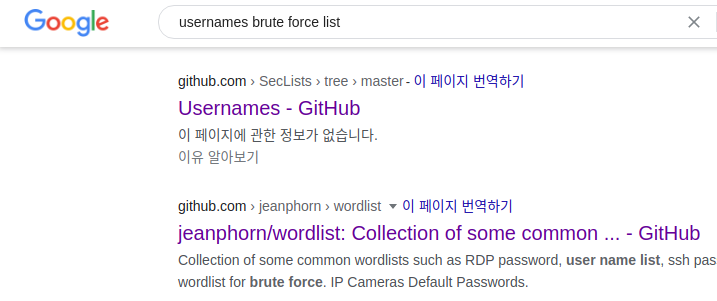 Google usernames brute force list
github.com › SecLists › tree › master - 이 페이지 번역하기
Usernames - GitHub
이 페이지에 관한 정보가 없습니다.
이유 알아보기
github.com › jeanphorn › wordlist 이 페이지 번역하기
jeanphorn/wordlist: Collection of some common ... - GitHub
Collection of some common wordlists such as RDP password, user name list, ssh pas
wordlist for brute force. IP Cameras Default Passwords.